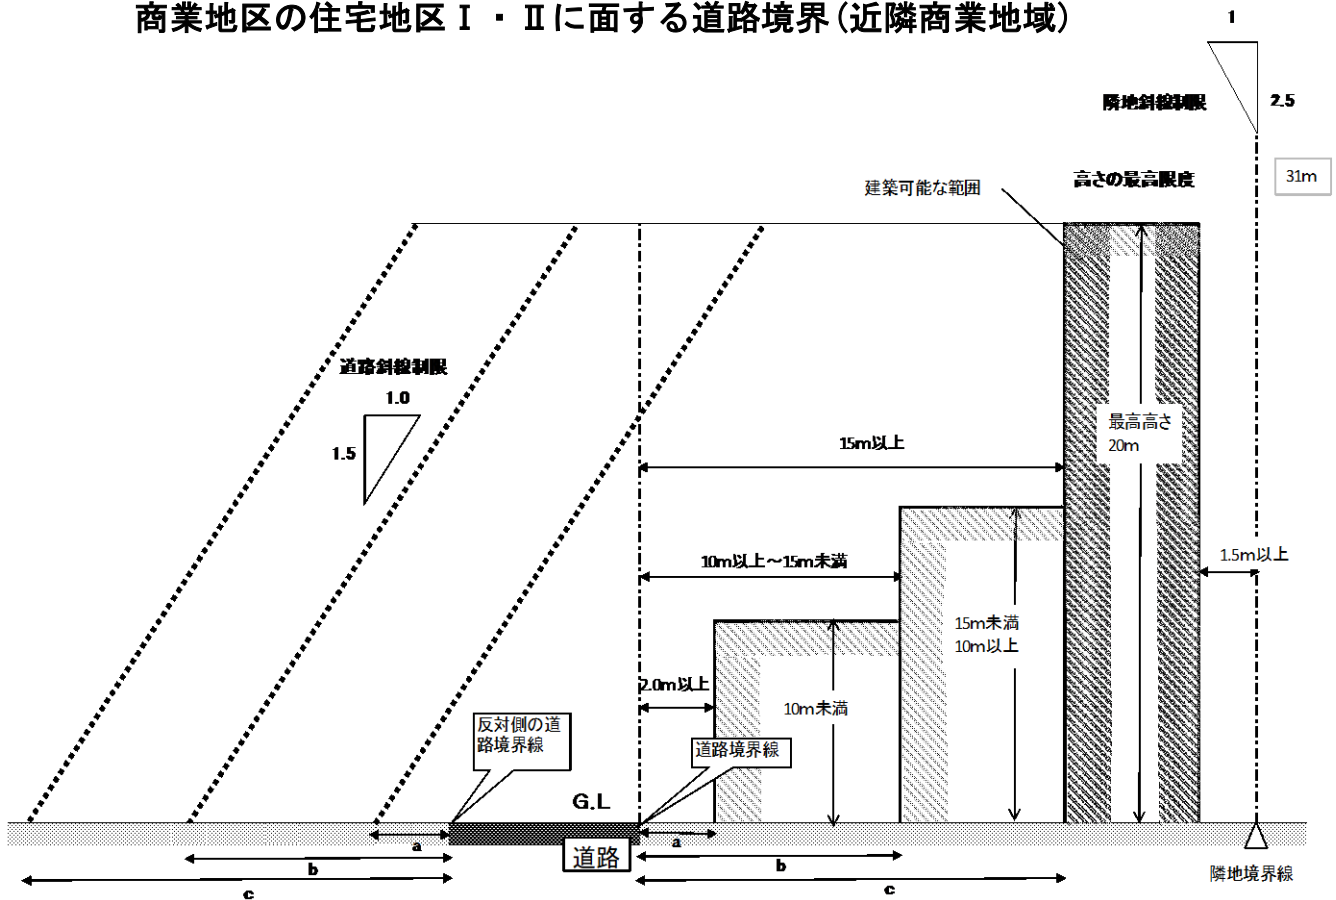 商業地区の住宅地区Ⅰ・Ⅱに面する道路境界(近隣商業地域)
1
隣地斜線制限
2.5
31m
高さの最高限度
建築可能な範囲
道路斜線制限
1.0
1.5
最高高さ
20m
15m以上
10m以上～15m未満
1.5m以上
15m未満
10m以上
2.0m以上
10m未満
反対側の道
路境界線
道路境界線
G.L
道路
a
a
b
b
c
c
隣地境界線